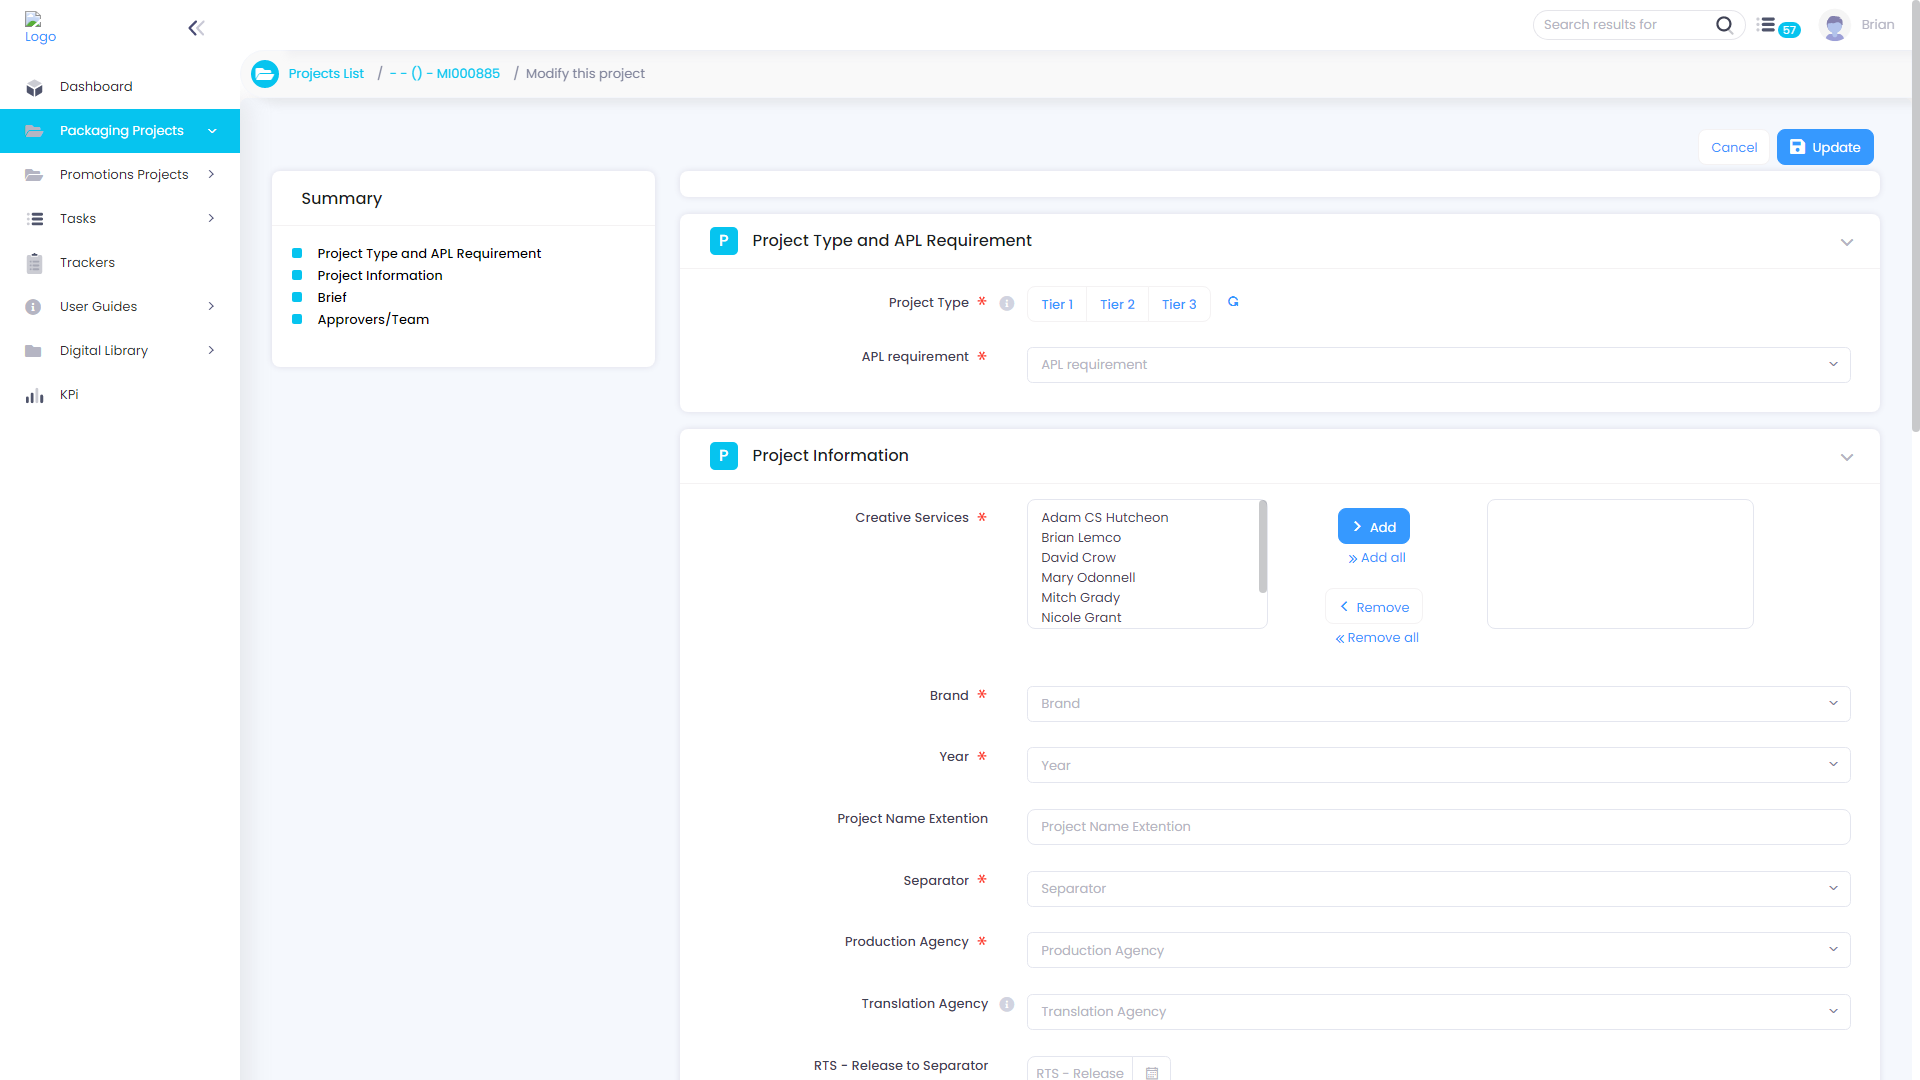 Logo
Search results for
57
Brian
Projects List / - - () - MI000885 / Modify this project
Dashboard
Packaging Projects
Promotions Projects
Tasks
Trackers
User Guides
Digital Library
KPi
Cancel
Update
Summary
Project Type and APL Requirement
Project Information
Brief
Approvers/Team
P Project Type and APL Requirement
Project Type * Tier 1 Tier 2 Tier 3
APL requirement * APL requirement
P Project Information
Creative Services *
Adam CS Hutcheon
Brian Lemco
David Crow
Mary Odonnell
Mitch Grady
Nicole Grant
Add
Add all
Remove
Remove all
Brand * Brand
Year * Year
Project Name Extention Project Name Extention
Separator * Separator
Production Agency * Production Agency
Translation Agency Translation Agency
RTS - Release to Separator RTS - Release